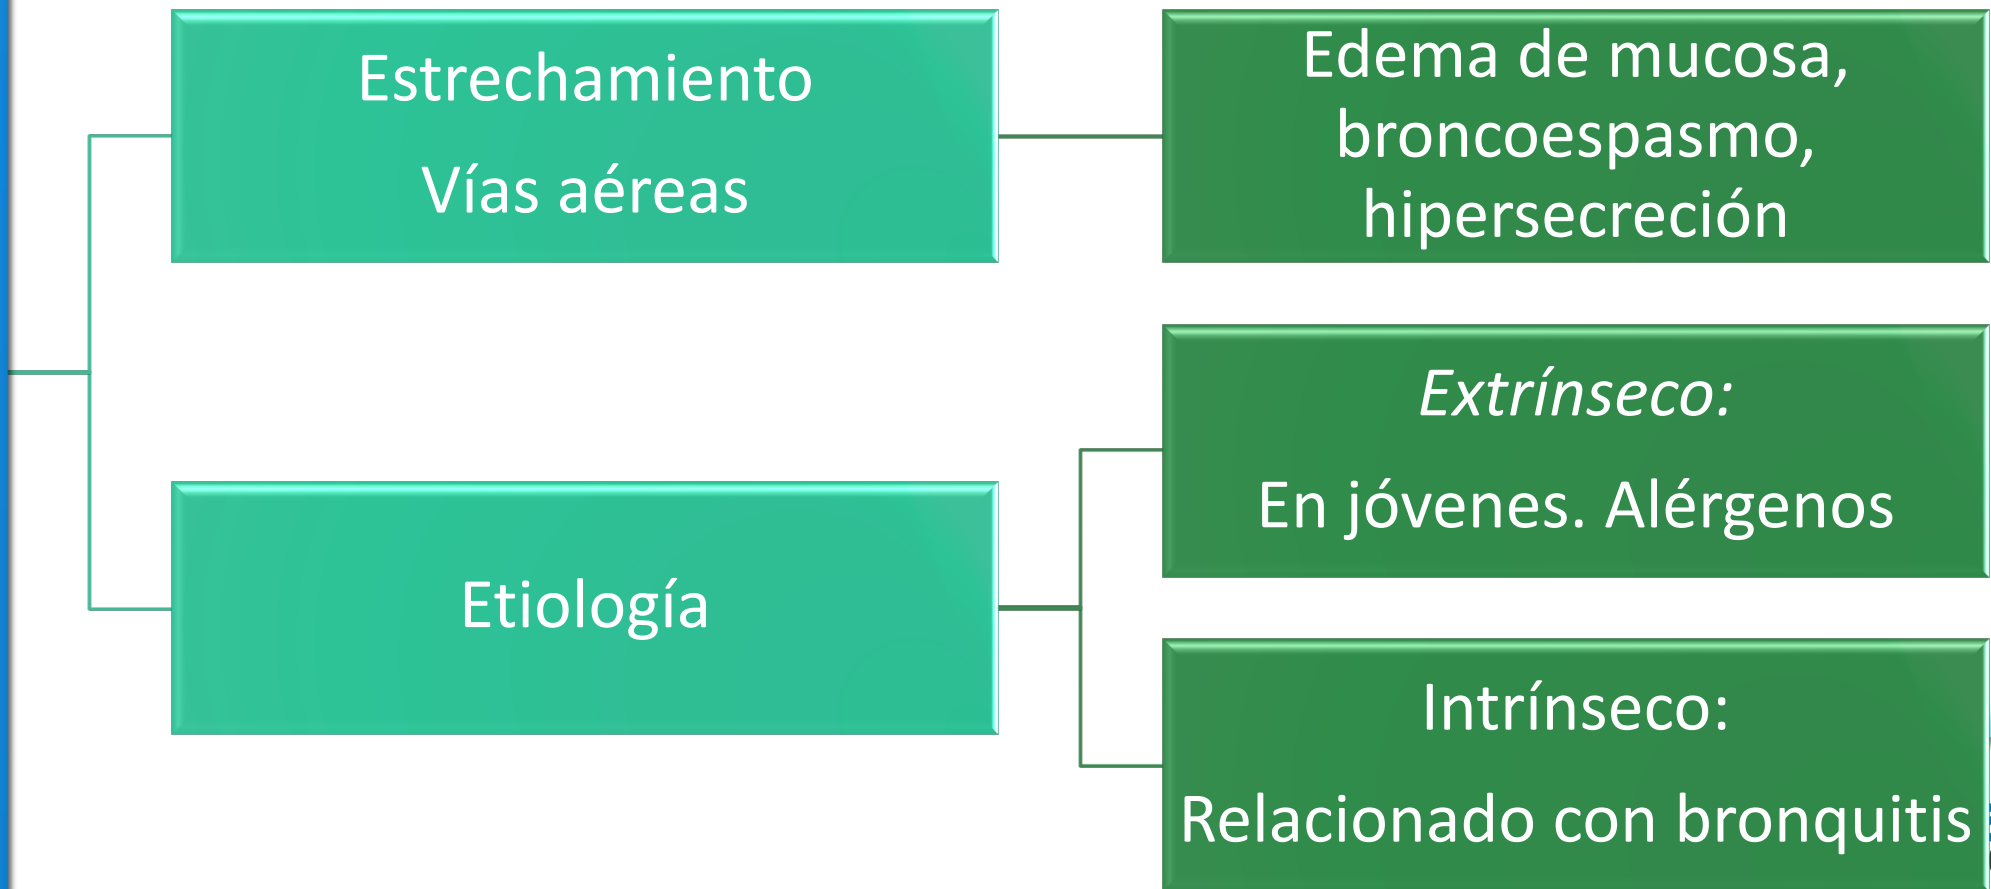 Estrechamiento
Vías aéreas
Edema de mucosa,
broncoespasmo,
hipersecreción
Etiología
Extrínseco:
En jóvenes. Alérgenos
Intrínseco:
Relacionado con bronquitis